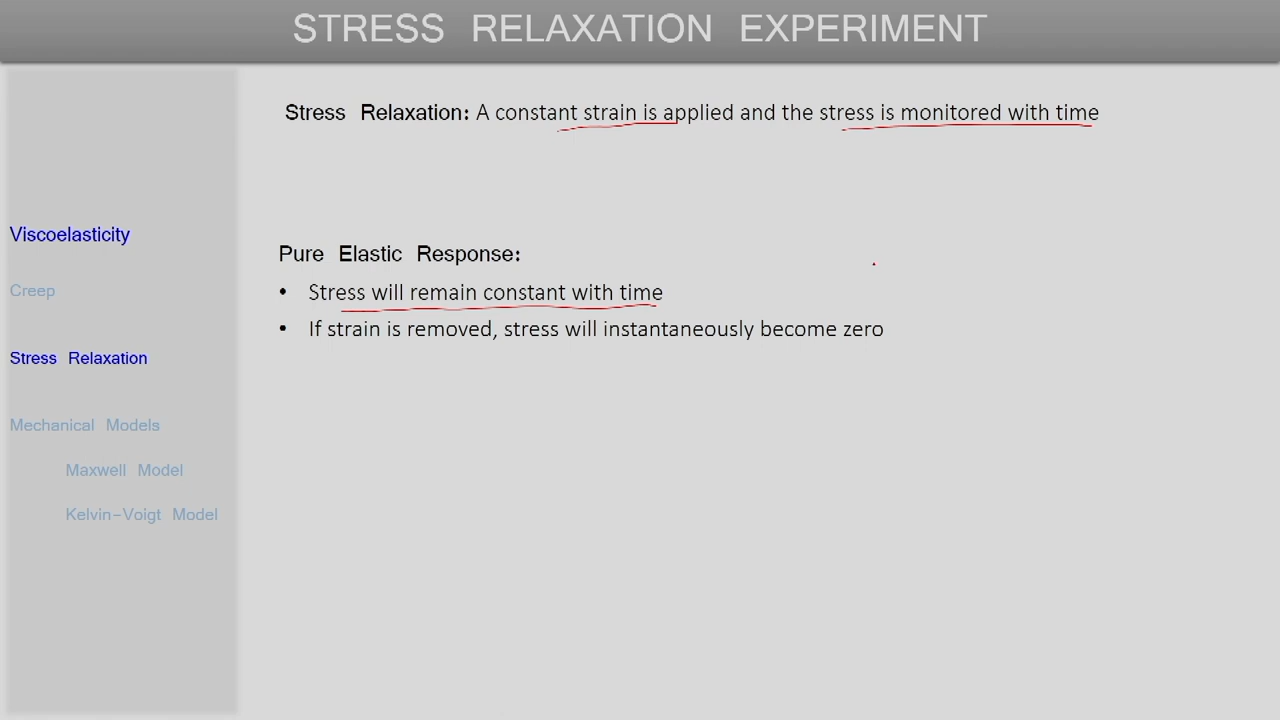 STRESS RELAXATION EXPERIMENT
Stress Relaxation: A constant strain is applied and the stress is monitored with time
Viscoelasticity
Creep
Stress Relaxation
Mechanical Models
Maxwell Model
Kelvin-Voigt Model
Pure Elastic Response:
• Stress will remain constant with time
• If strain is removed, stress will instantaneously become zero